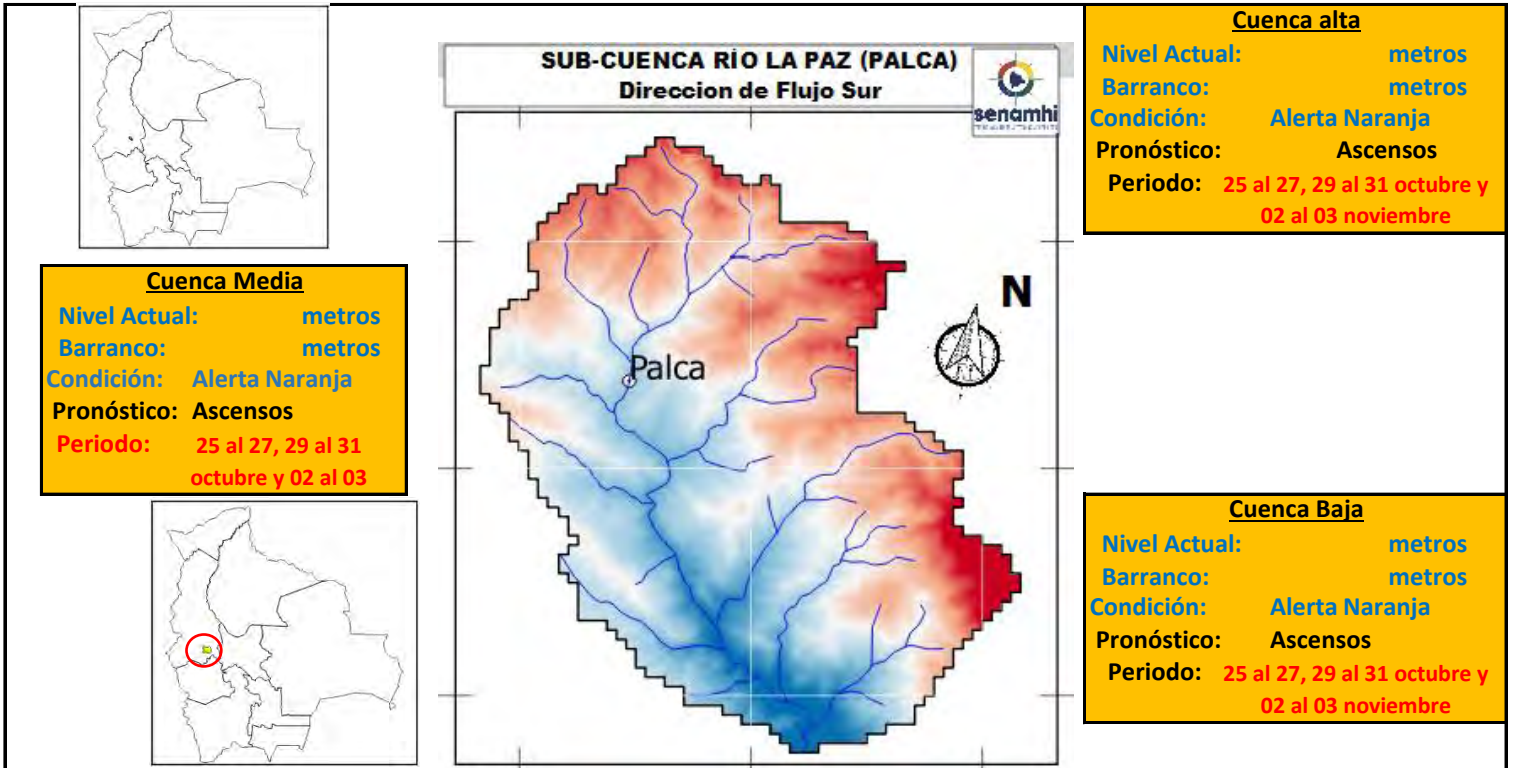 SUB-CUENCA RÍO LA PAZ (PALCA)
Direccion de Flujo Sur
senamhi
N
Palca
Cuenca alta
Nivel Actual: metros
Barranco: metros
Condición: Alerta Naranja
Pronóstico: Ascensos
Periodo: 25 al 27, 29 al 31 octubre y
02 al 03 noviembre
Cuenca Media
Nivel Actual: metros
Barranco: metros
Condición: Alerta Naranja
Pronóstico: Ascensos
Periodo: 25 al 27, 29 al 31
octubre y 02 al 03
Cuenca Baja
Nivel Actual: metros
Barranco: metros
Condición: Alerta Naranja
Pronóstico: Ascensos
Periodo: 25 al 27, 29 al 31 octubre y
02 al 03 noviembre